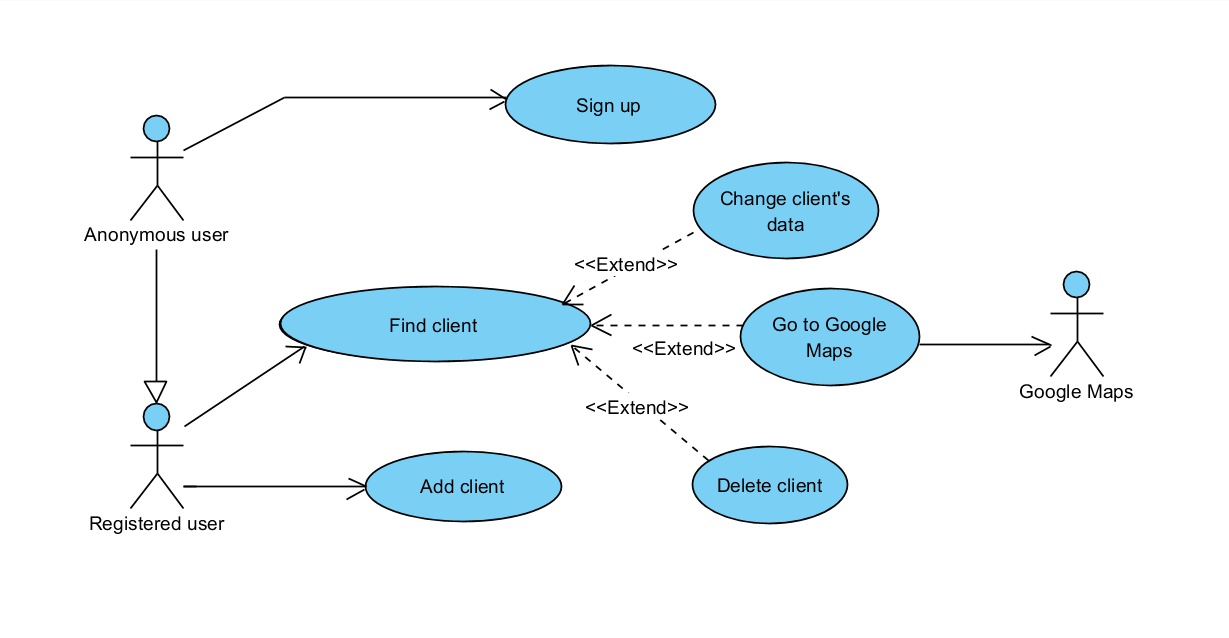 Sign up
Anonymous user
Change client's
data
<<Extend>>
Find client
Go to Google
Maps
<<Extend>>
Google Maps
<<Extend>>
Add client
Delete client
Registered user